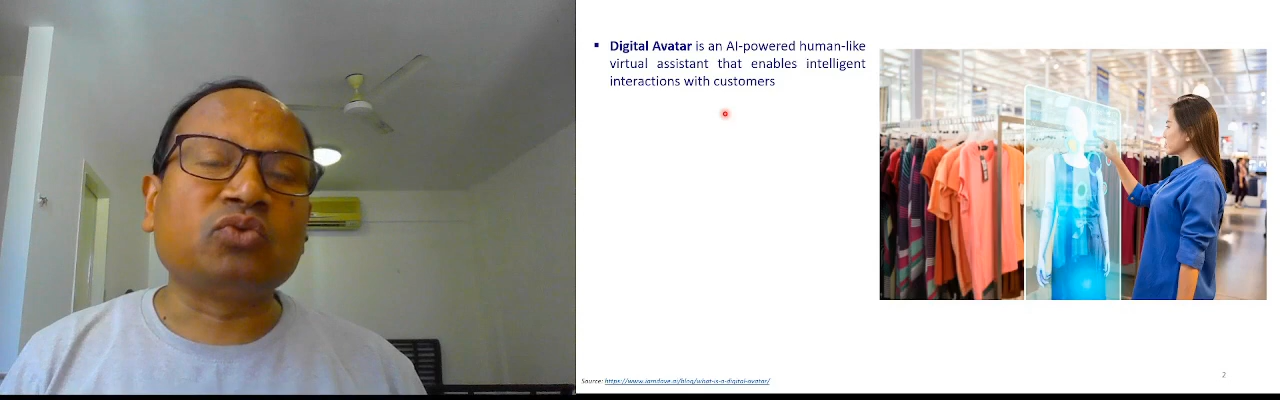 ▪ Digital Avatar is an AI-powered human-like
virtual assistant that enables intelligent
interactions with customers
Source: https://www.iamdave.ai/blog/what-is-a-digital-avatar/
2